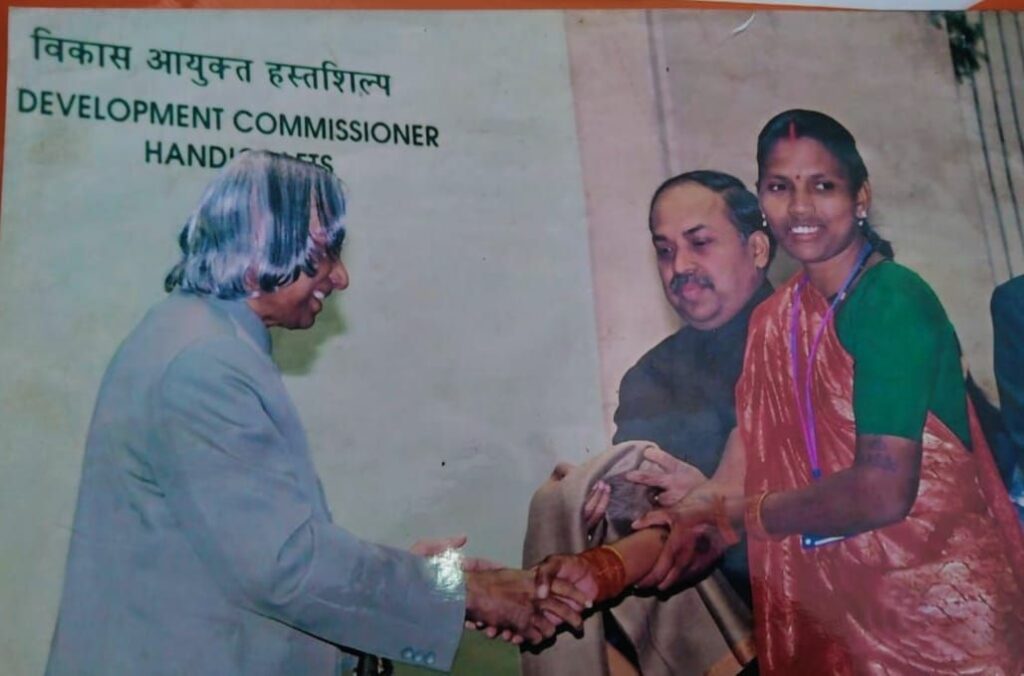 विकास आयुक्त हस्तशिल्प
DEVELOPMENT COMMISSIONER